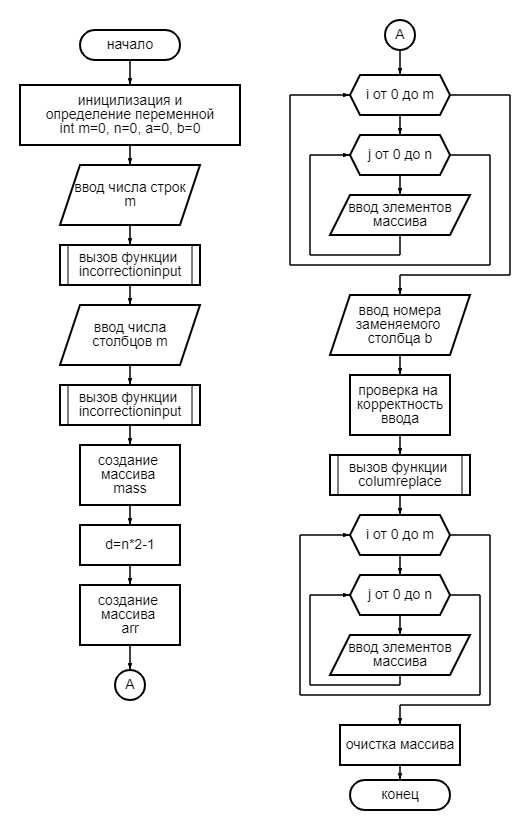 начало
иницилизация и
определение переменной
int m=0, n=0, a=0, b=0
ввод числа строк
m
вызов функции
incorrectioninput
ввод числа
столбцов m
вызов функции
incorrectioninput
создание
массива
mass
d=n*2-1
создание
массива
arr
A
A
i от 0 до m
j от 0 до n
ввод элементов
массива
ввод номера
заменяемого
столбца b
проверка на
корректность
ввода
вызов функции
columreplace
i от 0 до m
j от 0 до n
ввод элементов
массива
очистка массива
конец